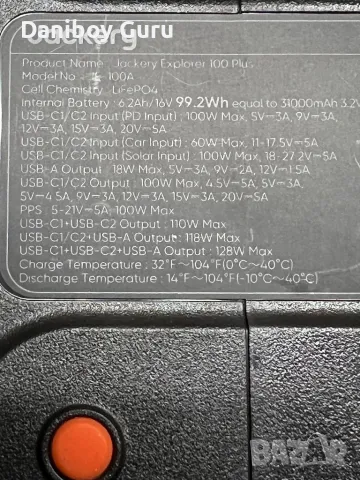 Jackery
Daniboy Guru
Product Name : Jackery Explorer 100 Plus
Model No. : JE-100A
Cell Chemistry : LiFePO4
Internal Battery : 6.2Ah/16V 99.2Wh equal to 31000mAh 3.2
USB-C1/C2 Input(PD Input) : 100W Max, 5V⎓3A, 9V⎓3A,
12V⎓3A, 15V⎓3A, 20V⎓5A
USB-C1/C2 Input(Car Input) : 60W Max, 11-17.5V⎓5A
USB-C1/C2 Input(Solar Input) : 100W Max, 18-27.2V⎓5A
USB-A Output : 18W Max, 5V⎓3A, 9V⎓2A, 12V⎓1.5A
USB-C1/C2 Output : 100W Max, 4.5V⎓5A, 5V⎓3A,
5V⎓4.5A, 9V⎓3A, 12V⎓3A, 15V⎓3A, 20V⎓5A
PPS : 5-21V⎓5A, 100W Max
USB-C1+USB-C2 Output : 110W Max
USB-C1/C2+USB-A Output : 118W Max
USB-C1+USB-C2+USB-A Output : 128W Max
Charge Temperature : 32°F~104°F(0°C~40°C)
Discharge Temperature : 14°F~104°F(-10°C~40°C)
BAZAR